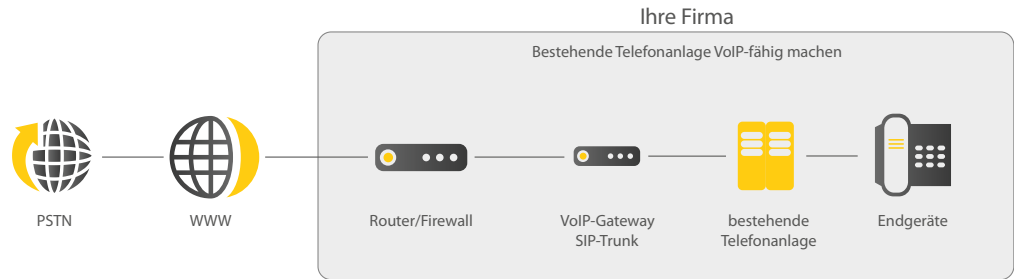 Ihre Firma
Bestehende Telefonanlage VoIP-fähig machen
PSTN
WWW
Router/Firewall
VoIP-Gateway
SIP-Trunk
bestehende
Telefonanlage
Endgeräte